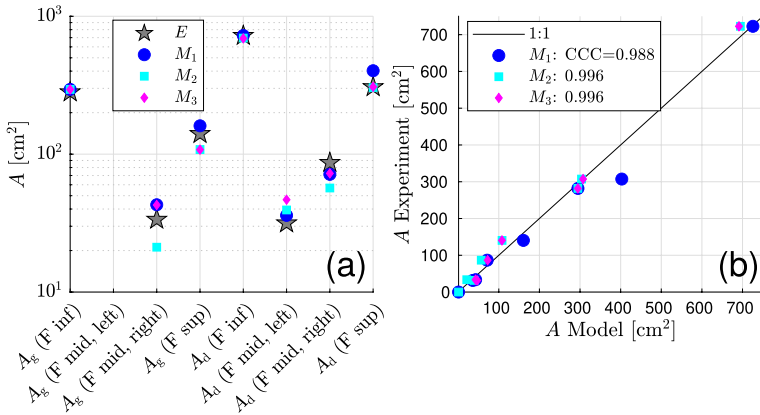 10³
10²
10¹
A [cm²]
E
M₁
M₂
M₃
(a)
A_g (F inf)
A_g (F mid, left)
A_g (F mid, right)
A_g (F sup)
A_d (F inf)
A_d (F mid, left)
A_d (F mid, right)
A_d (F sup)
1:1
M₁: CCC=0.988
M₂: 0.996
M₃: 0.996
A Experiment [cm²]
700
600
500
400
300
200
100
0
(b)
100 200 300 400 500 600 700
A Model [cm²]